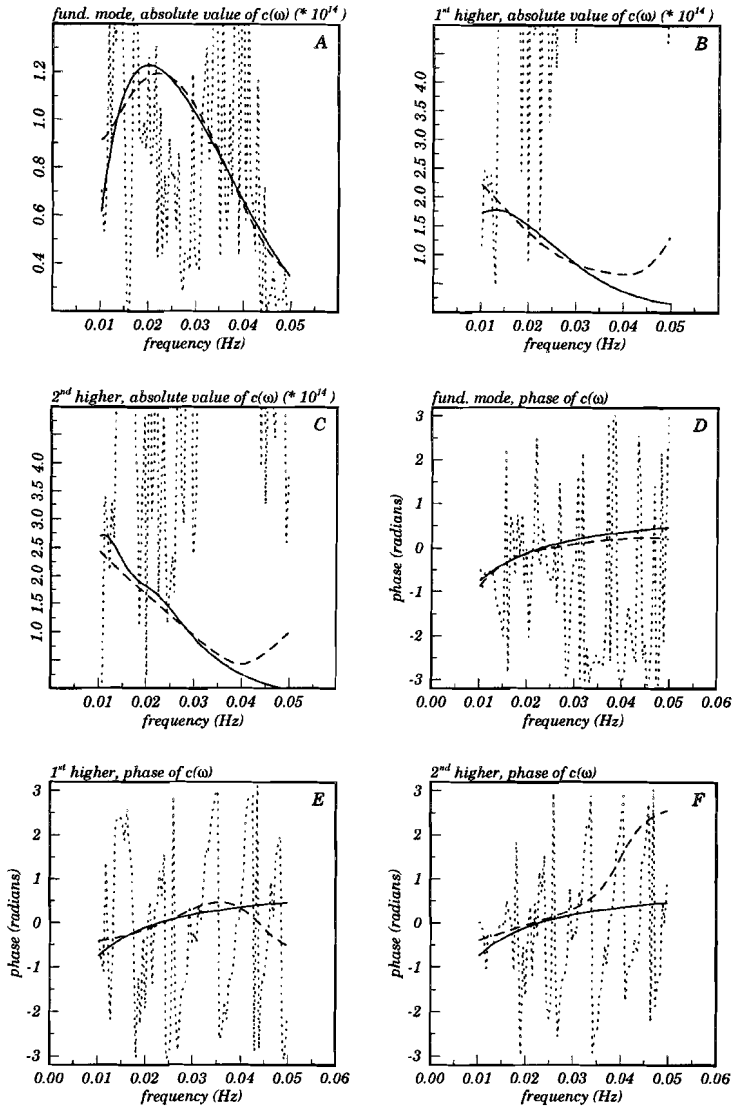 fund. mode, absolute value of c(ω) (* 10¹⁴)
A
1.2
1.0
0.8
0.6
0.4
0.01 0.02 0.03 0.04 0.05
frequency (Hz)
1ˢᵗ higher, absolute value of c(ω) (* 10¹⁴)
B
4.0
3.5
3.0
2.5
2.0
1.5
1.0
0.01 0.02 0.03 0.04 0.05
frequency (Hz)
2ⁿᵈ higher, absolute value of c(ω) (* 10¹⁴)
C
4.0
3.5
3.0
2.5
2.0
1.5
1.0
0.01 0.02 0.03 0.04 0.05
frequency (Hz)
fund. mode, phase of c(ω)
D
phase (radians)
3
2
1
0
-1
-2
-3
0.00 0.01 0.02 0.03 0.04 0.05 0.06
frequency (Hz)
1ˢᵗ higher, phase of c(ω)
E
phase (radians)
3
2
1
0
-1
-2
-3
0.00 0.01 0.02 0.03 0.04 0.05 0.06
frequency (Hz)
2ⁿᵈ higher, phase of c(ω)
F
phase (radians)
3
2
1
0
-1
-2
-3
0.00 0.01 0.02 0.03 0.04 0.05 0.06
frequency (Hz)